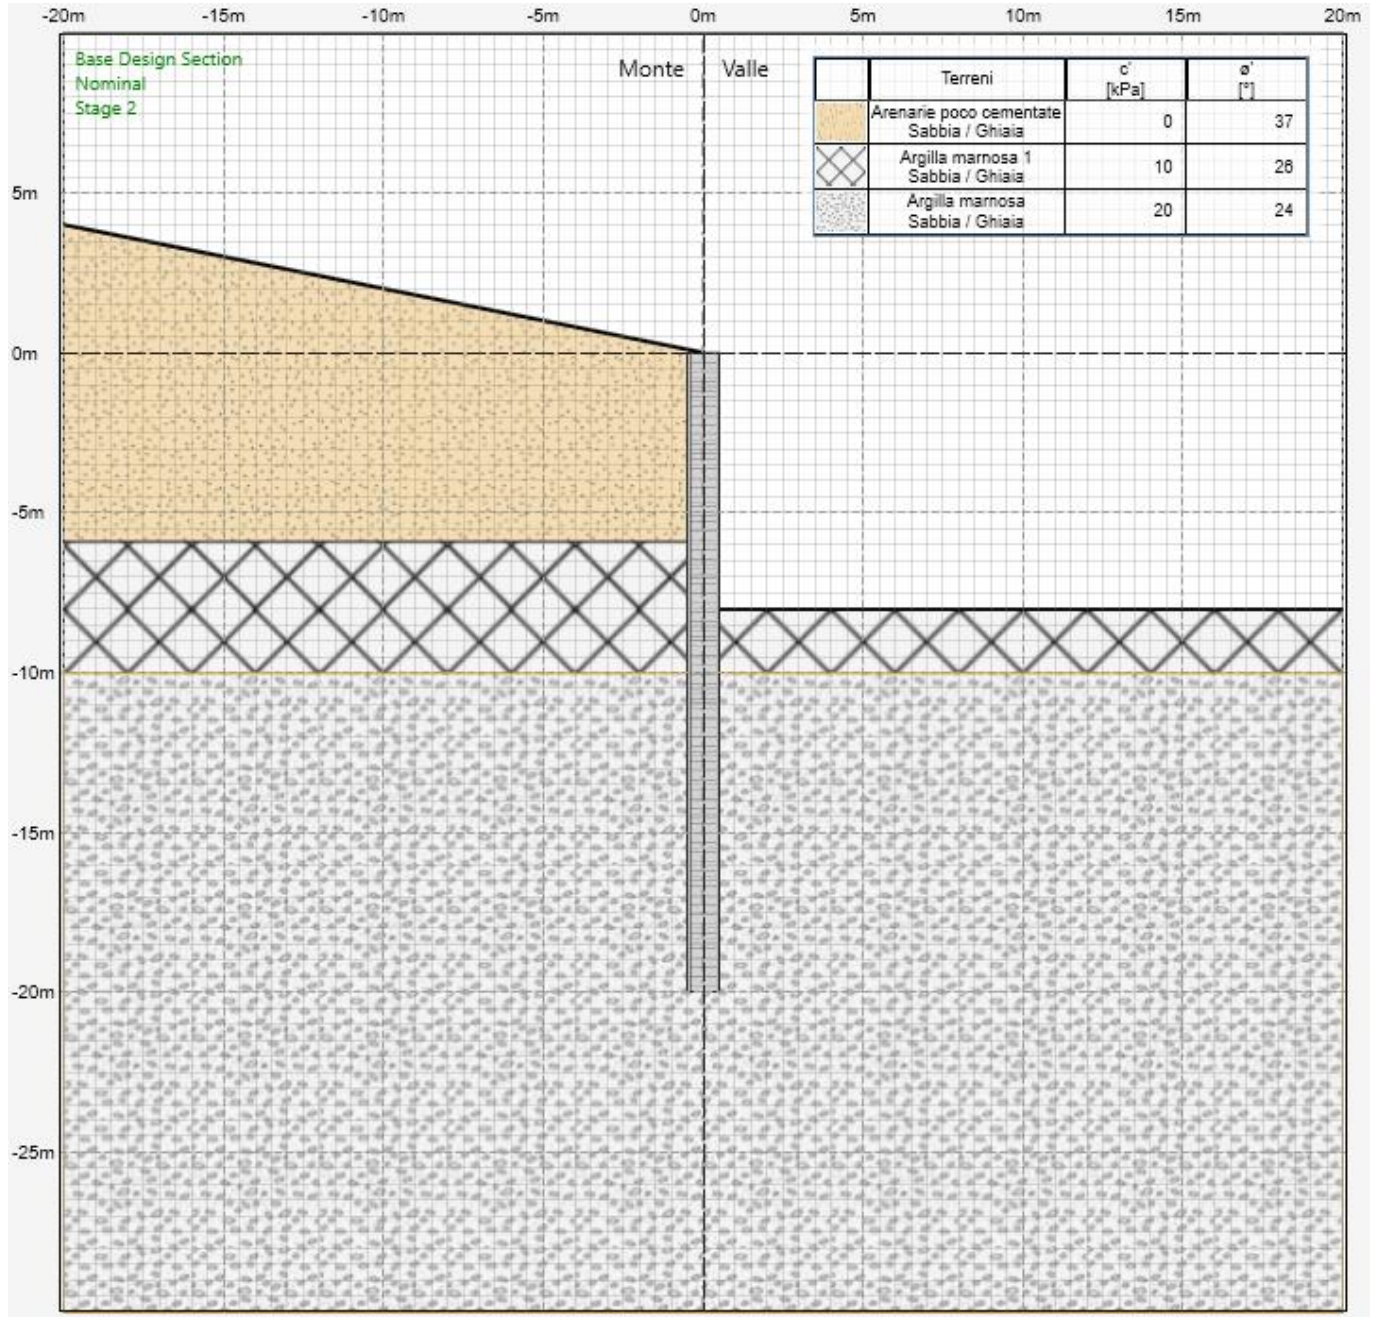 -20m -15m -10m -5m 0m 5m 10m 15m 20m
Base Design Section
Nominal
Stage 2
Monte Valle
Terreni c' ø'
[kPa] [°]
Arenarie poco cementate
Sabbia / Ghiaia 0 37
Argilla marnosa 1
Sabbia / Ghiaia 10 26
Argilla marnosa
Sabbia / Ghiaia 20 24
5m
0m
-5m
-10m
-15m
-20m
-25m